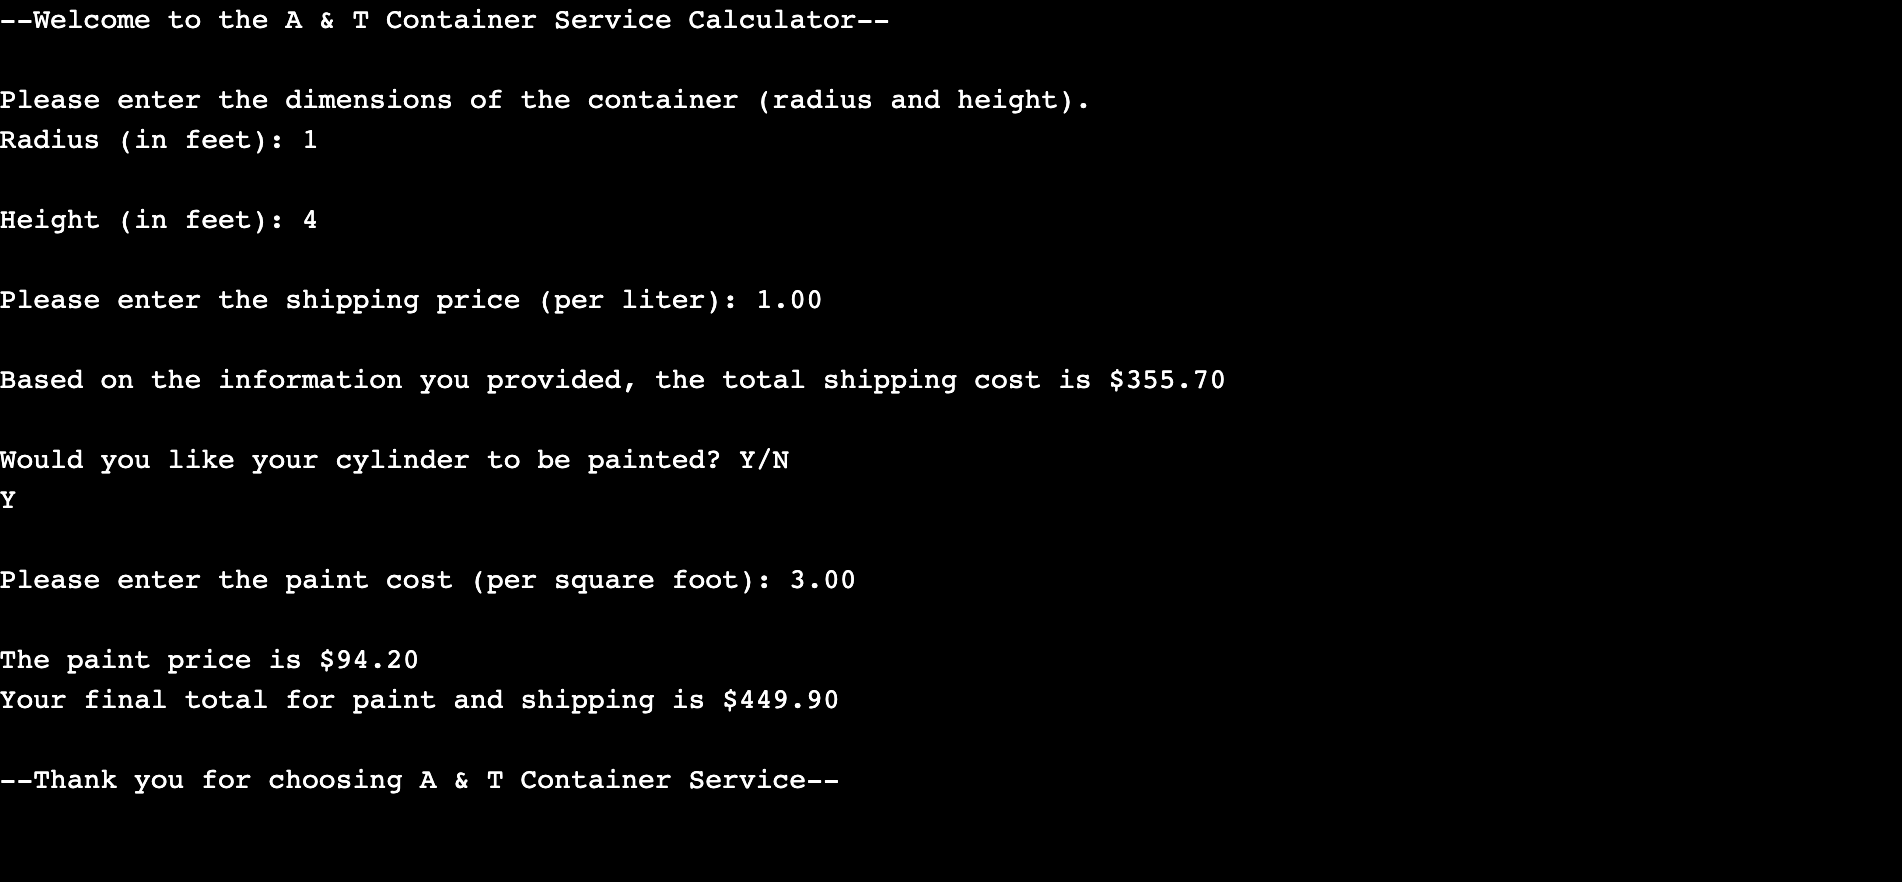 --Welcome to the A & T Container Service Calculator--
Please enter the dimensions of the container (radius and height).
Radius (in feet): 1
Height (in feet): 4
Please enter the shipping price (per liter): 1.00
Based on the information you provided, the total shipping cost is $355.70
Would you like your cylinder to be painted? Y/N
Y
Please enter the paint cost (per square foot): 3.00
The paint price is $94.20
Your final total for paint and shipping is $449.90
--Thank you for choosing A & T Container Service--